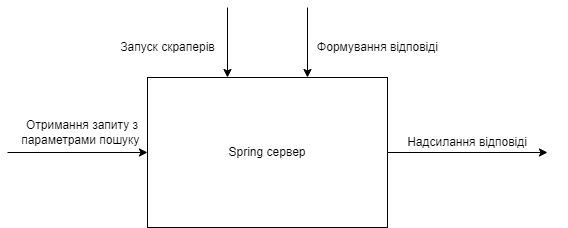 Запуск скраперів
Формування відповіді
Отримання запиту з
параметрами пошуку
Spring сервер
Надсилання відповіді